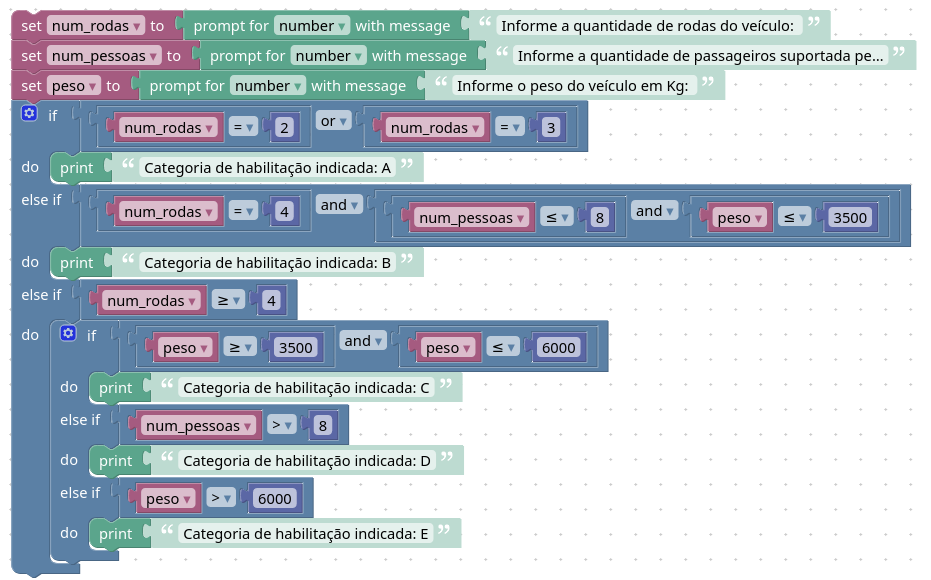 set num_rodas ▾ to prompt for number ▾ with message “ Informe a quantidade de rodas do veículo: ”
set num_pessoas ▾ to prompt for number ▾ with message “ Informe a quantidade de passageiros suportada pe... ”
set peso ▾ to prompt for number ▾ with message “ Informe o peso do veículo em Kg: ”
if num_rodas ▾ = ▾ 2 or ▾ num_rodas ▾ = ▾ 3
do print “ Categoria de habilitação indicada: A ”
else if num_rodas ▾ = ▾ 4 and ▾ num_pessoas ▾ ≤ ▾ 8 and ▾ peso ▾ ≤ ▾ 3500
do print “ Categoria de habilitação indicada: B ”
else if num_rodas ▾ ≥ ▾ 4
do if peso ▾ ≥ ▾ 3500 and ▾ peso ▾ ≤ ▾ 6000
do print “ Categoria de habilitação indicada: C ”
else if num_pessoas ▾ > ▾ 8
do print “ Categoria de habilitação indicada: D ”
else if peso ▾ > ▾ 6000
do print “ Categoria de habilitação indicada: E ”